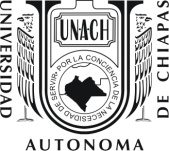 UNIVERSIDAD
UNACH
·POR LA CONCIENCIA DE LA NECESIDAD DE SERVIR·
AUTONOMA
DE CHIAPAS